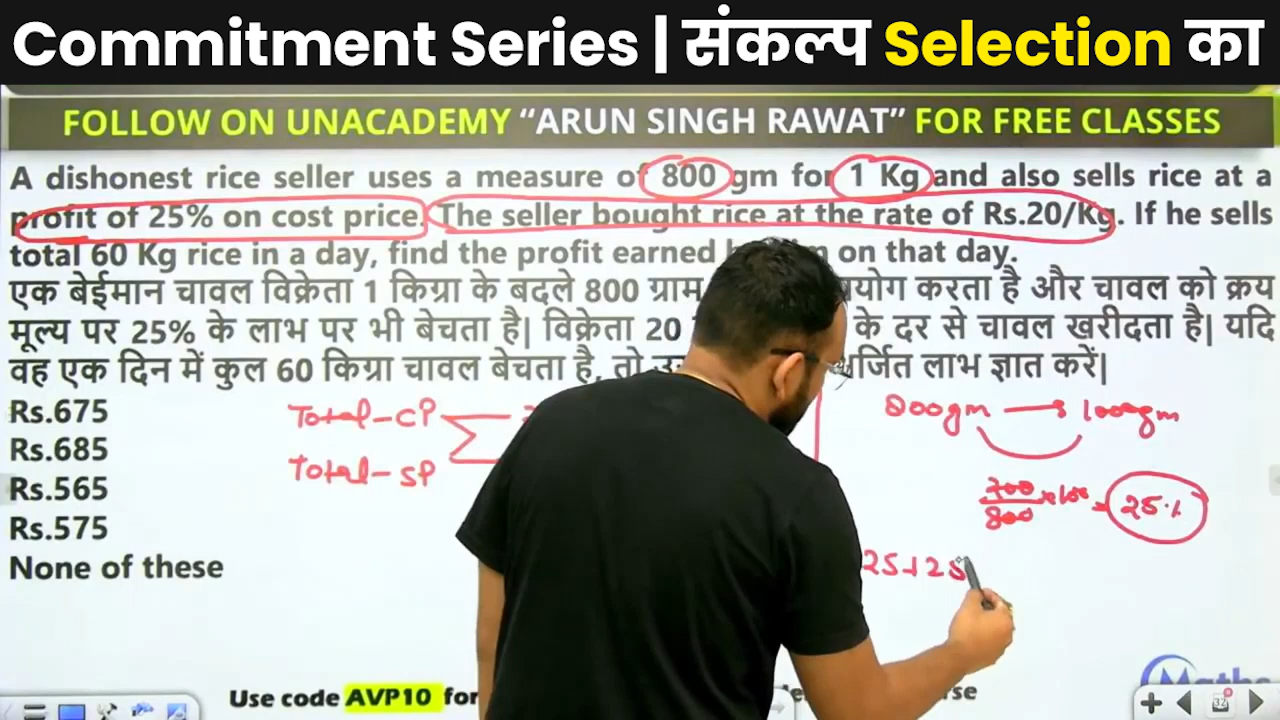 Commitment Series | संकल्प Selection का
FOLLOW ON UNACADEMY “ARUN SINGH RAWAT” FOR FREE CLASSES
A dishonest rice seller uses a measure of 800 gm for 1 Kg and also sells rice at a
profit of 25% on cost price. The seller bought rice at the rate of Rs.20/Kg. If he sells
total 60 Kg rice in a day, find the profit earned on that day.
एक बेईमान चावल विक्रेता 1 किग्रा के बदले 800 ग्राम करता है और चावल को क्रय
मूल्य पर 25% के लाभ पर भी बेचता है| विक्रेता 20 के दर से चावल खरीदता है| यदि
वह एक दिन में कुल 60 किग्रा चावल बेचता है, तो लाभ ज्ञात करें|
Rs.675
Rs.685
Rs.565
Rs.575
None of these
Total-CP
Total-SP
800gm 1000gm
800
25%
25+25
Use code AVP10 for
Maths